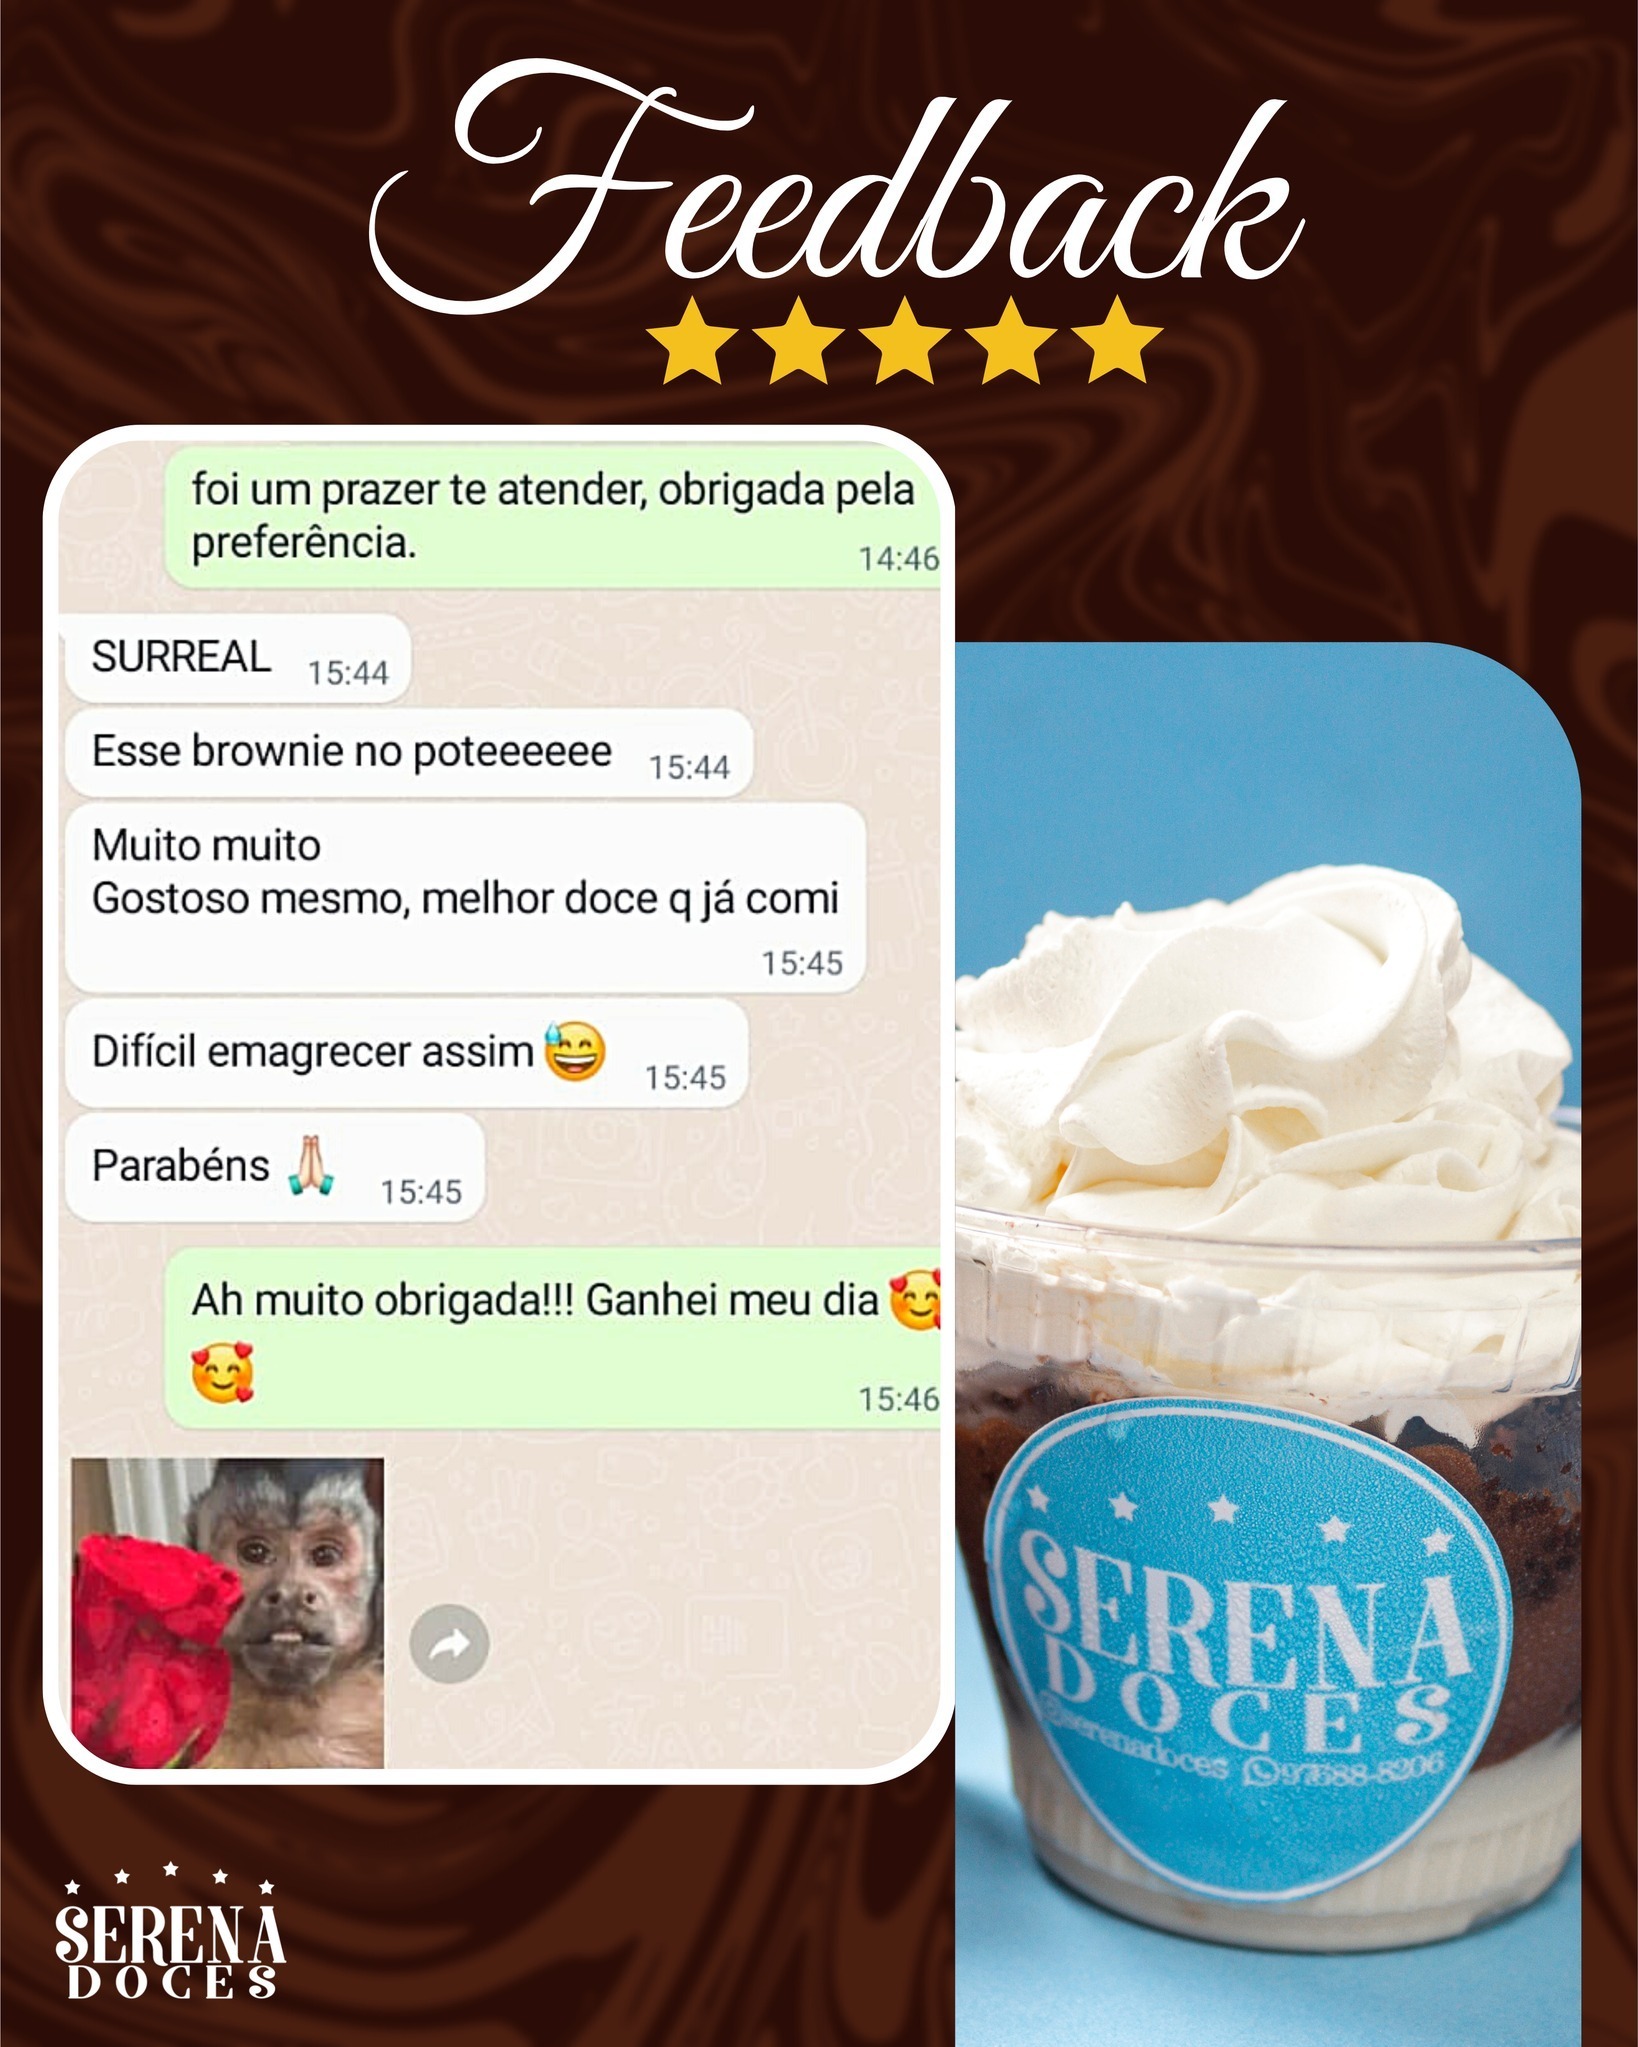 Feedback
foi um prazer te atender, obrigada pela
preferência.
14:46
SURREAL 15:44
Esse brownie no poteeeeee 15:44
Muito muito
Gostoso mesmo, melhor doce q já comi
15:45
Difícil emagrecer assim 😅 15:45
Parabéns 🙏🏻 15:45
Ah muito obrigada!!! Ganhei meu dia 🥰
🥰
15:46
SERENA
DOCES
@serenadoces
SERENA
DOCES